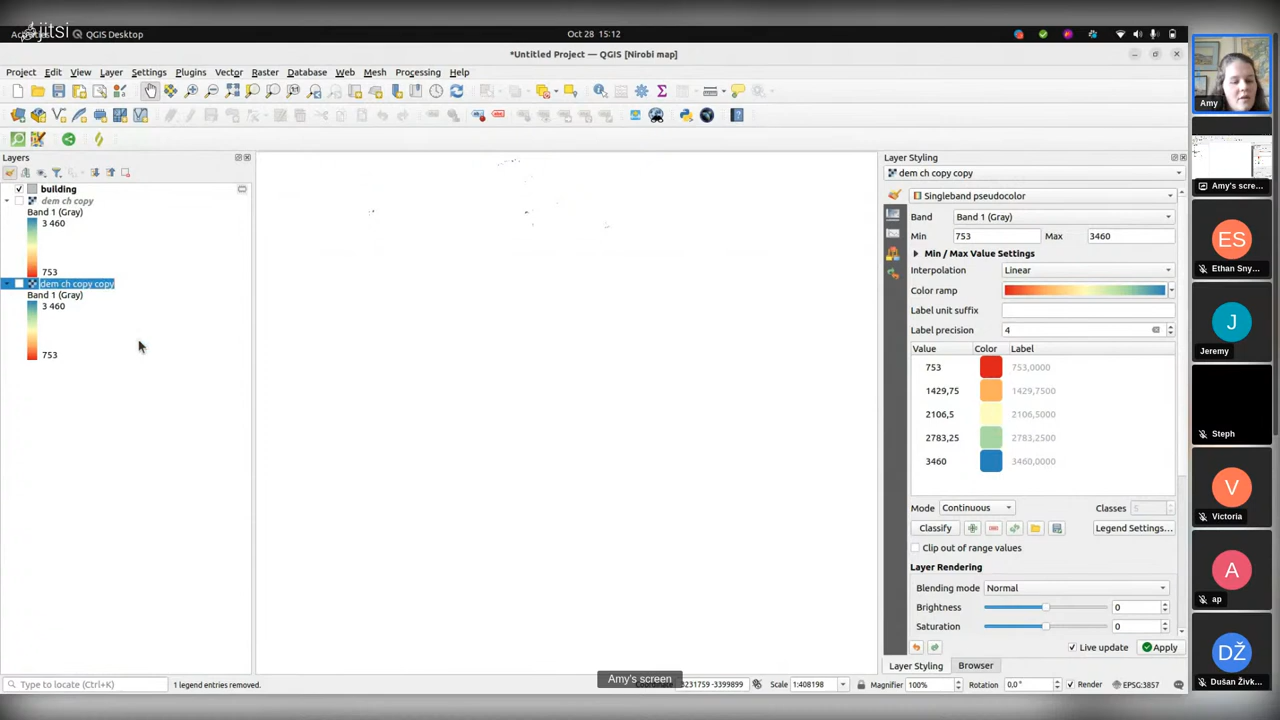 jitsi
QGIS Desktop
Oct 28 15:12
*Untitled Project — QGIS [Nirobi map]
Project Edit View Layer Settings Plugins Vector Raster Database Web Mesh Processing Help
Layers
building
dem ch copy
Band 1 (Gray)
3 460
753
dem ch copy copy
Band 1 (Gray)
3 460
753
Layer Styling
dem ch copy copy
Singleband pseudocolor
Band Band 1 (Gray)
Min 753 Max 3460
Min / Max Value Settings
Interpolation Linear
Color ramp
Label unit suffix
Label precision 4
Value Color Label
753 753,0000
1429,75 1429,7500
2106,5 2106,5000
2783,25 2783,2500
3460 3460,0000
Mode Continuous Classes 5
Classify Legend Settings...
Clip out of range values
Layer Rendering
Blending mode Normal
Brightness 0
Saturation 0
Live update Apply
Layer Styling Browser
Type to locate (Ctrl+K) 1 legend entries removed. 3231759 -3399899 Scale 1:408198 Magnifier 100% Rotation 0,0 ° Render EPSG:3857
Amy's screen
Amy
Amy's scre...
ES
Ethan Sny...
J
Jeremy
Steph
V
Victoria
A
ap
DŽ
Dušan Živk...